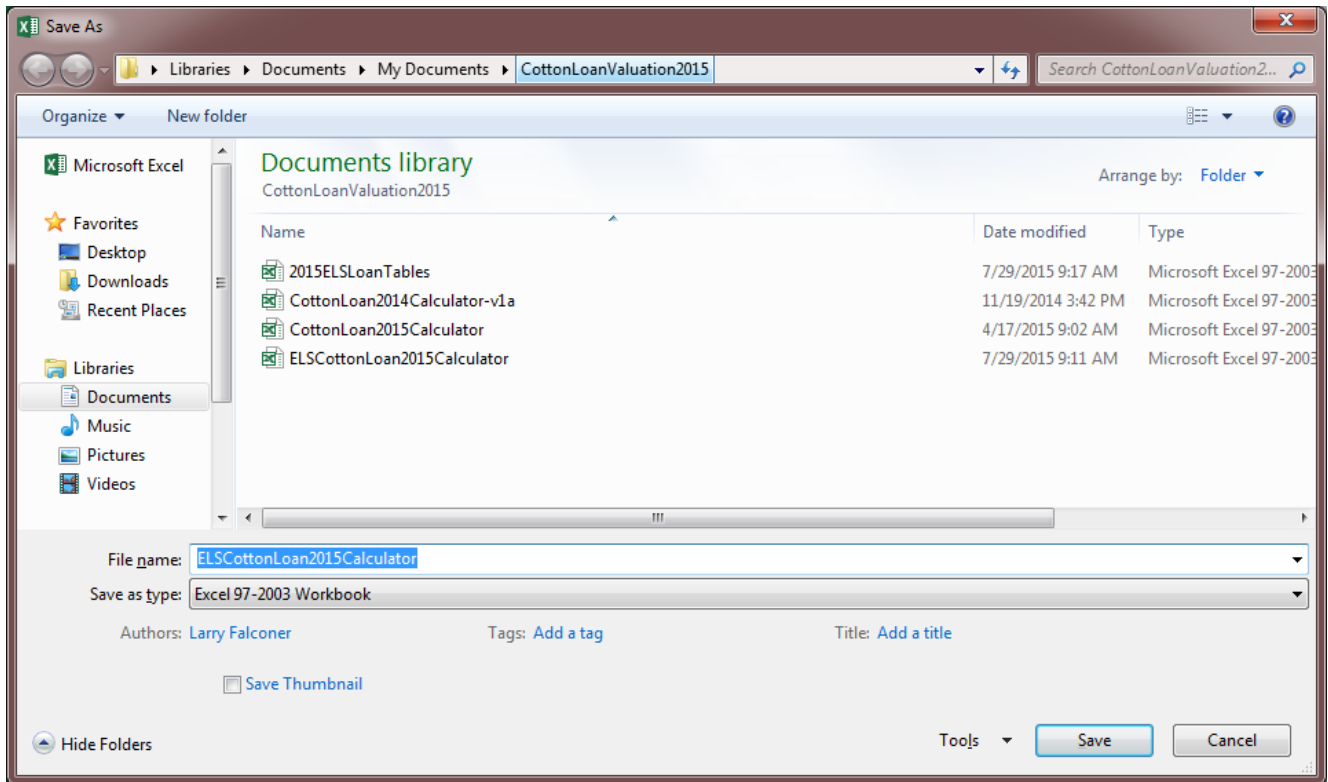 Save As
Libraries Documents My Documents CottonLoanValuation2015 Search CottonLoanValuation2...
Organize New folder
Microsoft Excel
Favorites
Desktop
Downloads
Recent Places
Libraries
Documents
Music
Pictures
Videos
Documents library
CottonLoanValuation2015
Arrange by: Folder
Name Date modified Type
2015ELSLoanTables 7/29/2015 9:17 AM Microsoft Excel 97-2003
CottonLoan2014Calculator-v1a 11/19/2014 3:42 PM Microsoft Excel 97-2003
CottonLoan2015Calculator 4/17/2015 9:02 AM Microsoft Excel 97-2003
ELSCottonLoan2015Calculator 7/29/2015 9:11 AM Microsoft Excel 97-2003
File name: ELSCottonLoan2015Calculator
Save as type: Excel 97-2003 Workbook
Authors: Larry Falconer Tags: Add a tag Title: Add a title
Save Thumbnail
Hide Folders Tools Save Cancel